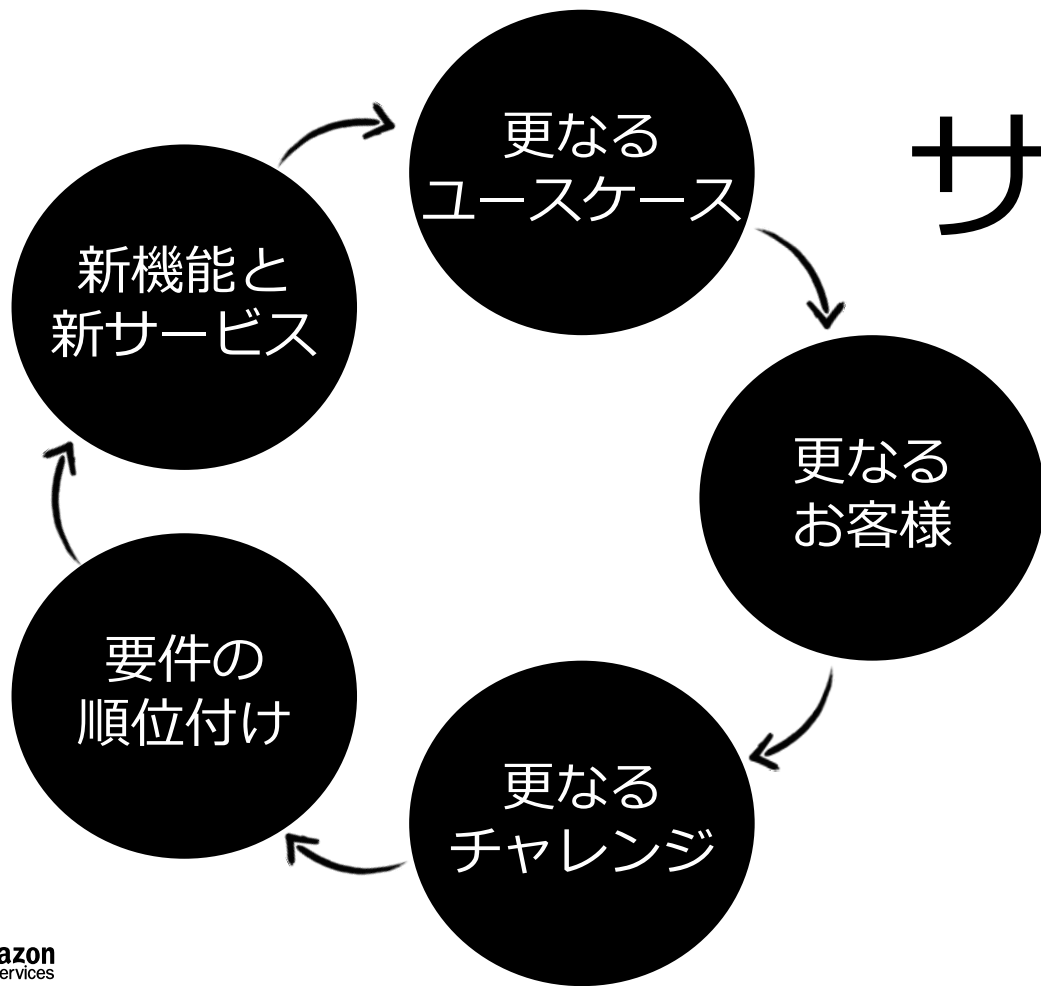 更なる
ユースケース
サ
新機能と
新サービス
更なる
お客様
要件の
順位付け
更なる
チャレンジ
azon
ervices